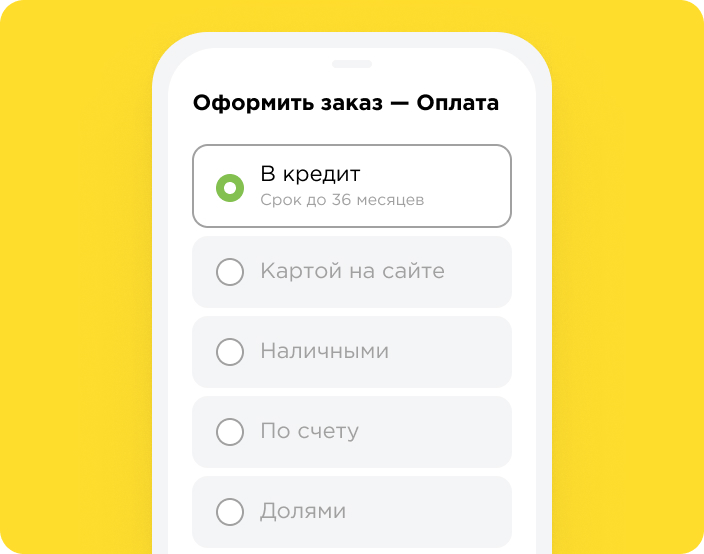 Оформить заказ — Оплата
В кредит
Срок до 36 месяцев
Картой на сайте
Наличными
По счету
Долями